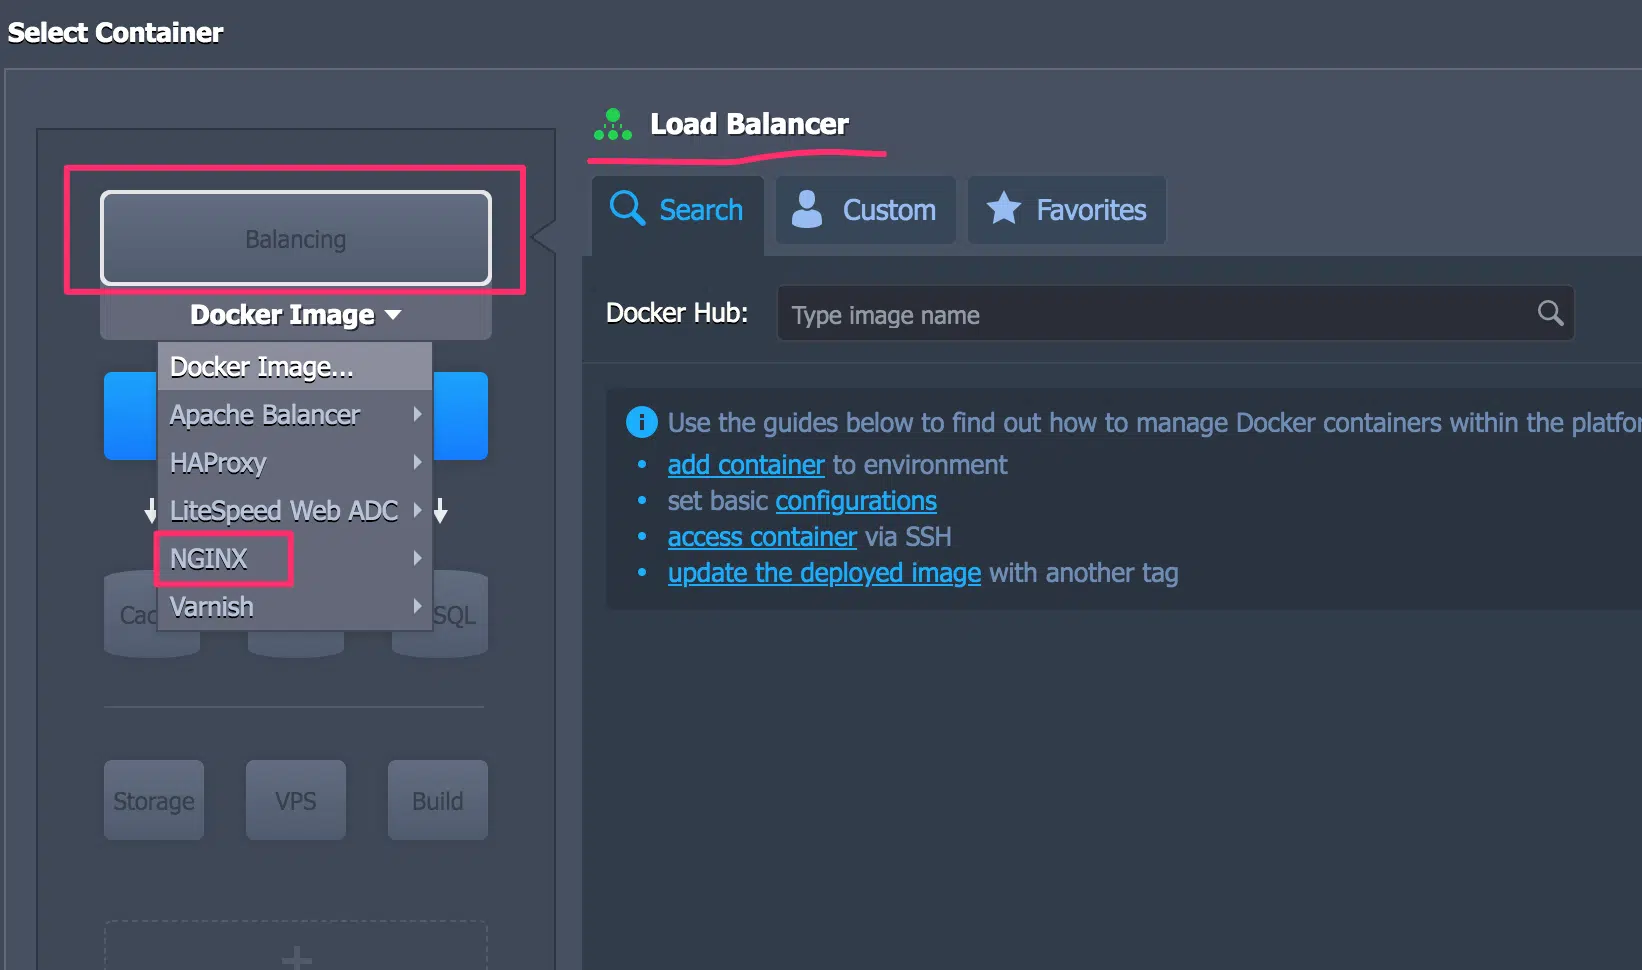 Select Container
Balancing
Docker Image
Docker Image...
Apache Balancer
HAProxy
LiteSpeed Web ADC
NGINX
Varnish
Cac
SQL
Storage
VPS
Build
+
Load Balancer
Search
Custom
Favorites
Docker Hub:
Type image name
Use the guides below to find out how to manage Docker containers within the platfor
• add container to environment
• set basic configurations
• access container via SSH
• update the deployed image with another tag